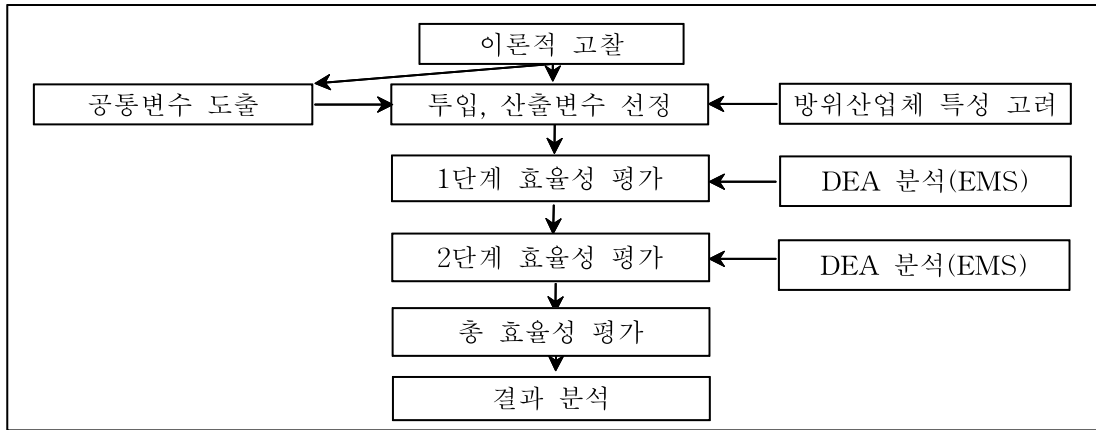 이론적 고찰
공통변수 도출
투입, 산출변수 선정
방위산업체 특성 고려
1단계 효율성 평가
DEA 분석(EMS)
2단계 효율성 평가
DEA 분석(EMS)
총 효율성 평가
결과 분석